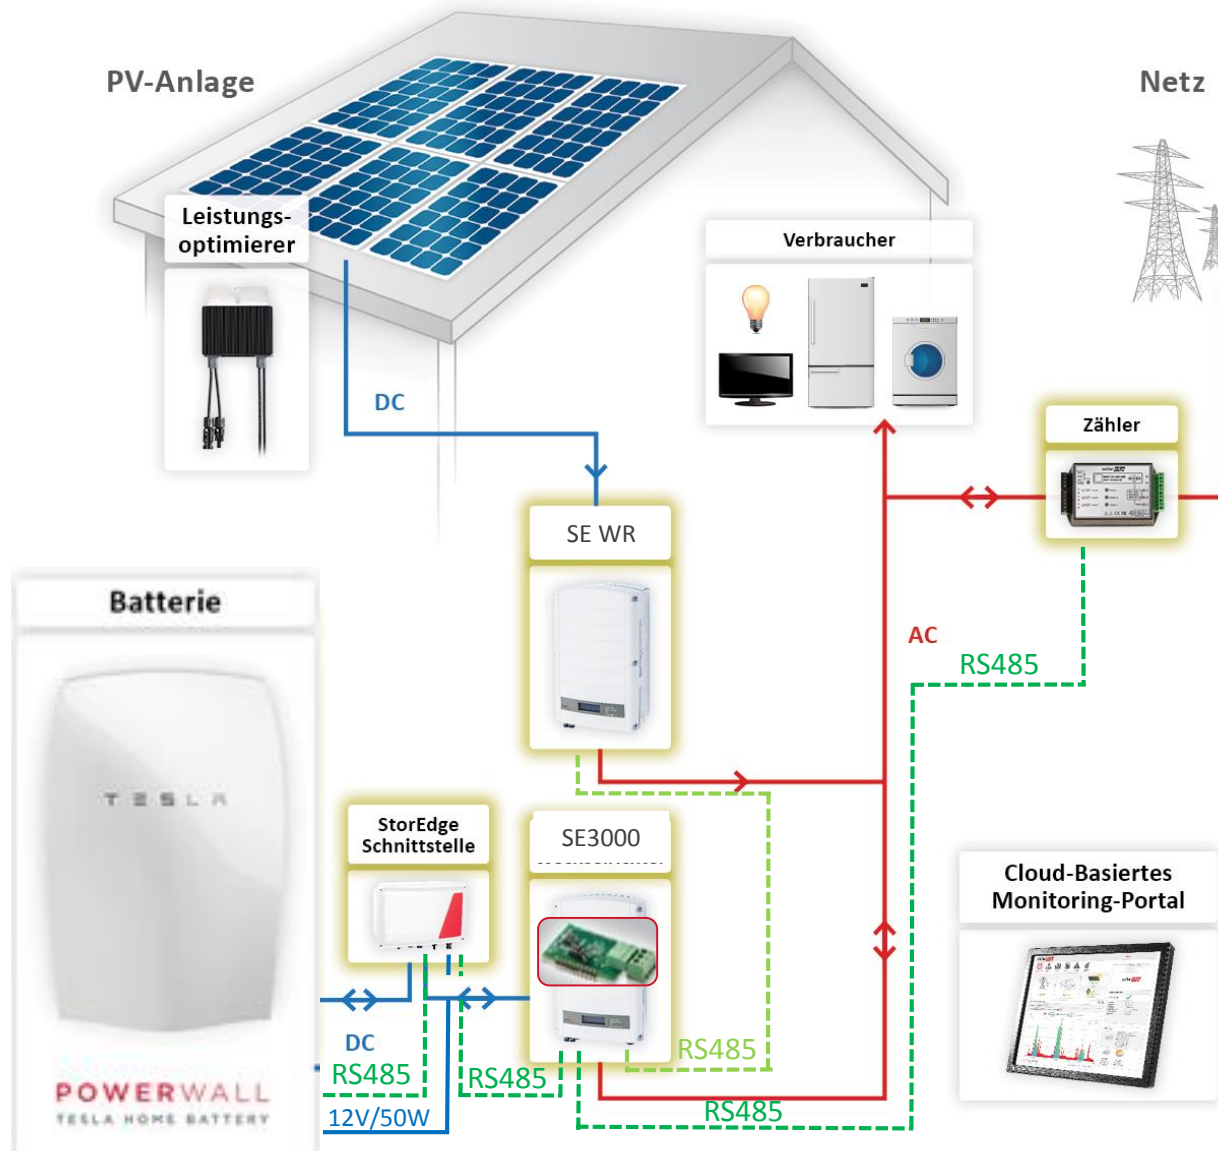 PV-Anlage
Netz
Leistungs-
optimierer
Verbraucher
DC
Zähler
SE WR
Batterie
AC
RS485
TESLA
StorEdge
Schnittstelle
SE3000
Cloud-Basiertes
Monitoring-Portal
DC
RS485
RS485
RS485
RS485
POWERWALL
TESLA HOME BATTERY
12V/50W